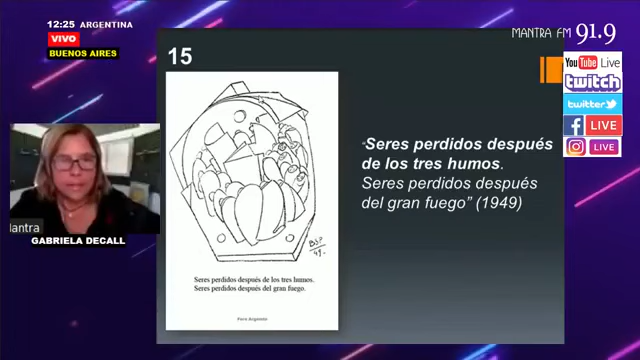 12:25 ARGENTINA
VIVO
BUENOS AIRES
MANTRA FM 91.9
YouTube Live
twitch
twitter
LIVE
LIVE
15
BSP
49-
Seres perdidos después de los tres humos.
Seres perdidos después del gran fuego.
"Seres perdidos después
de los tres humos.
Seres perdidos después
del gran fuego" (1949)
Mantra
GABRIELA DECALL